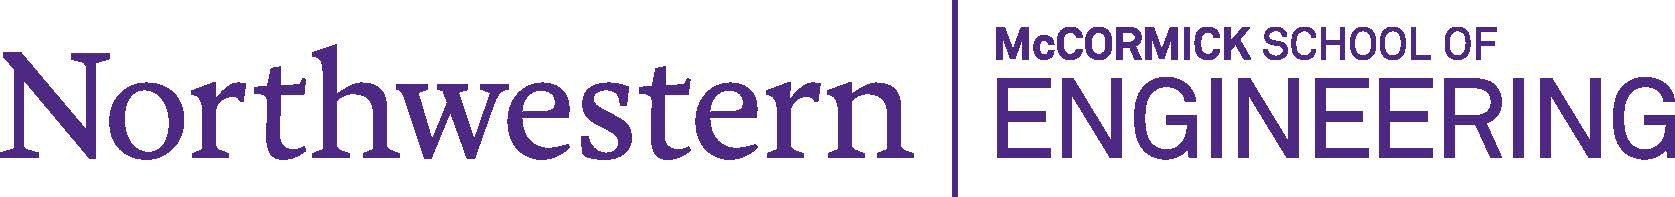 Northwestern
McCORMICK SCHOOL OF
ENGINEERING